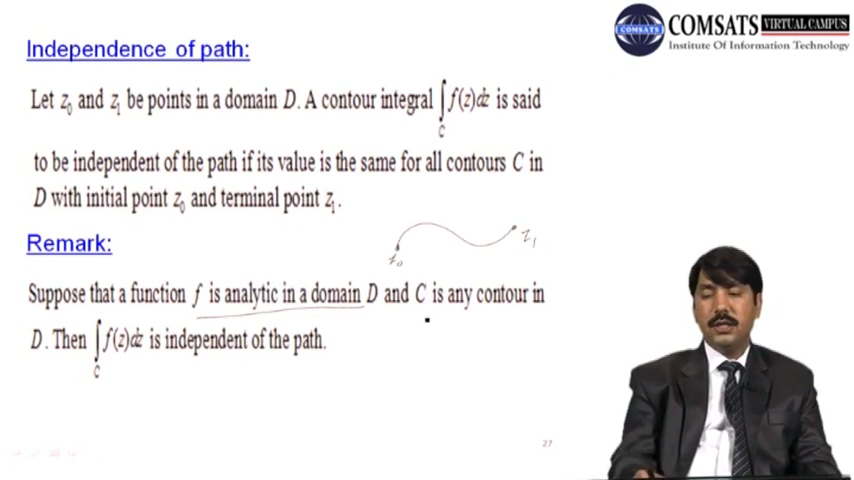 COMSATS VIRTUAL CAMPUS
COMSATS
Institute Of Information Technology
Independence of path:
Let z₀ and z₁ be points in a domain D. A contour integral ∫_C f(z)dz is said
to be independent of the path if its value is the same for all contours C in
D with initial point z₀ and terminal point z₁.
Remark:
z₀ z₁
Suppose that a function f is analytic in a domain D and C is any contour in
D. Then ∫_C f(z)dz is independent of the path.
27